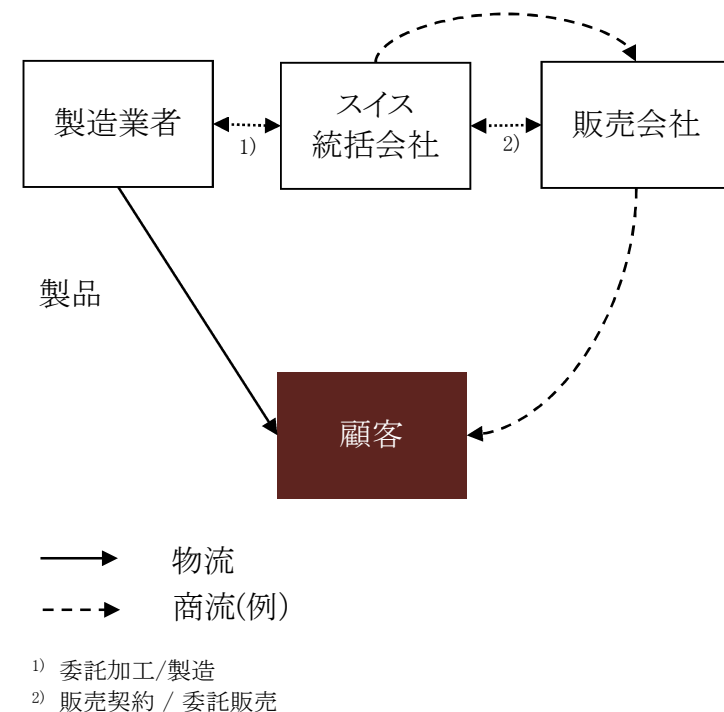 製造業者
スイス
統括会社
販売会社
1)
2)
製品
顧客
物流
商流(例)
1) 委託加工/製造
2) 販売契約 / 委託販売